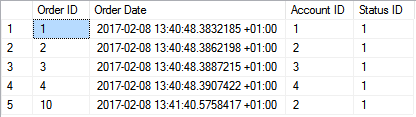 Order ID Order Date Account ID Status ID
1 1 2017-02-08 13:40:48.3832185 +01:00 1 1
2 2 2017-02-08 13:40:48.3862198 +01:00 2 1
3 3 2017-02-08 13:40:48.3887215 +01:00 3 1
4 4 2017-02-08 13:40:48.3907422 +01:00 4 1
5 10 2017-02-08 13:41:40.5758417 +01:00 2 1